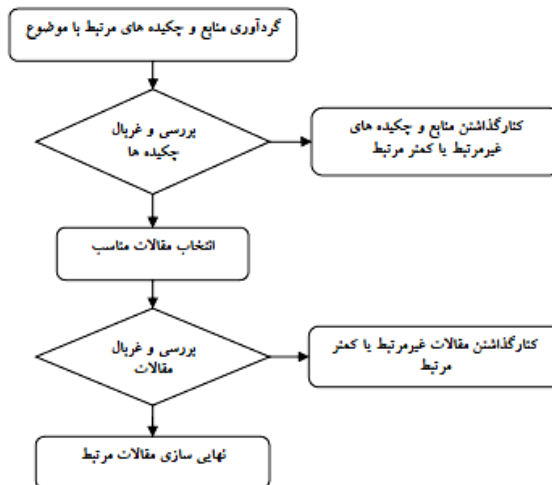 گردآوری منابع و چکیده های مرتبط با موضوع
بررسی و غربال
چکیده ها
کنارگذاشتن منابع و چکیده های
غیرمرتبط یا کمتر مرتبط
انتخاب مقالات مناسب
بررسی و غربال
مقالات
کنارگذاشتن مقالات غیرمرتبط یا کمتر
مرتبط
نهایی سازی مقالات مرتبط